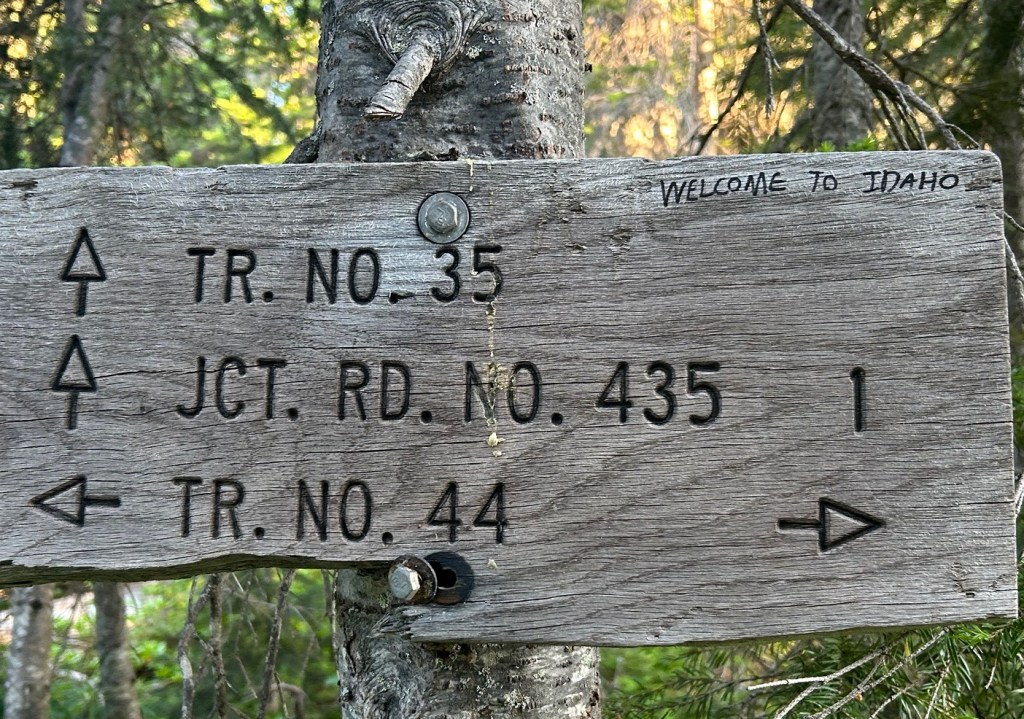 WELCOME TO IDAHO
TR. NO. 35
JCT. RD. NO. 435 1
TR. NO. 44